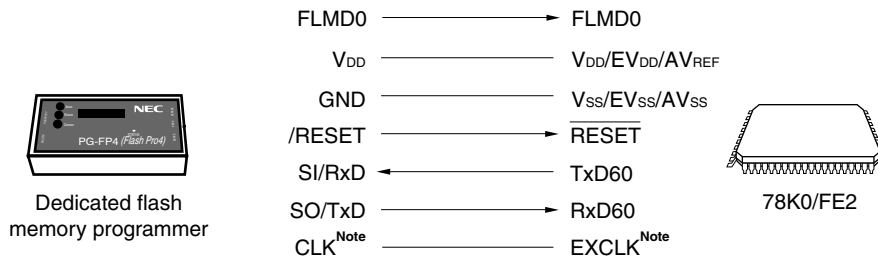 FLMD0 FLMD0
VDD VDD/EVDD/AVREF
GND VSS/EVSS/AVSS
/RESET RESET
SI/RxD TxD60
SO/TxD RxD60
CLKNote EXCLKNote
NEC
PG-FP4 (Flash Pro4)
Dedicated flash
memory programmer
78K0/FE2